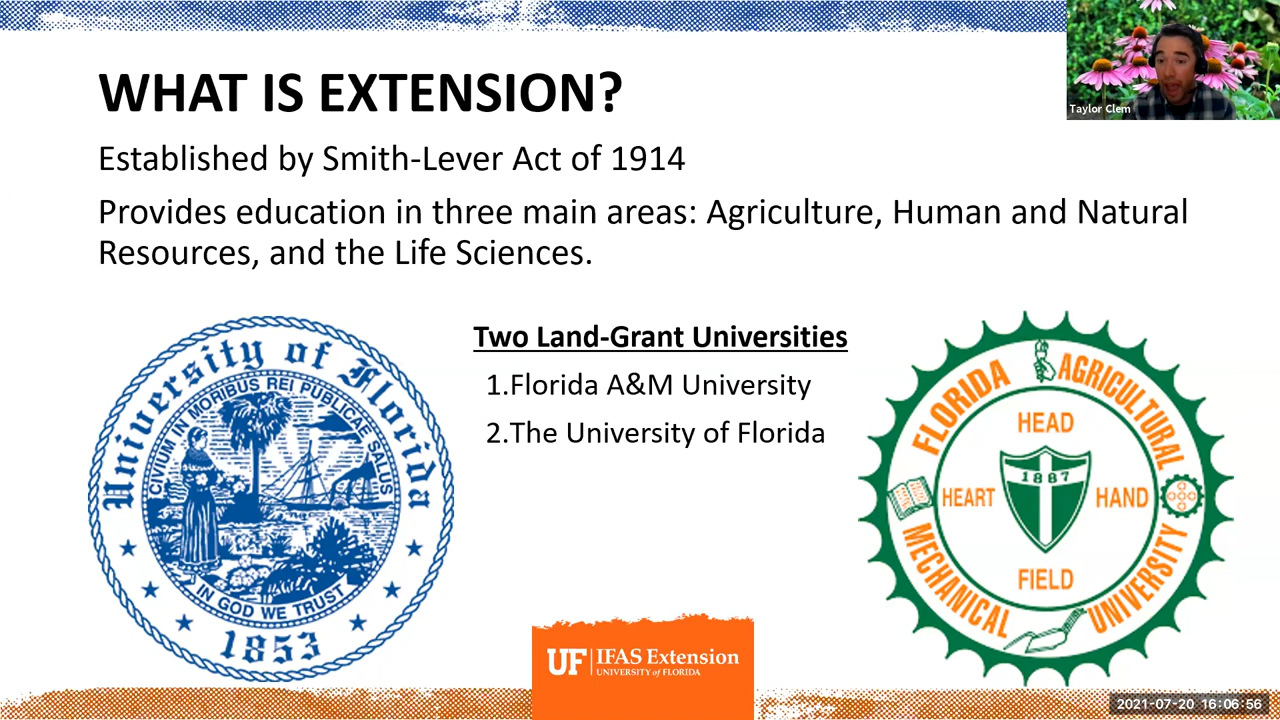 WHAT IS EXTENSION?
Taylor Clem
Established by Smith-Lever Act of 1914
Provides education in three main areas: Agriculture, Human and Natural
Resources, and the Life Sciences.
Two Land-Grant Universities
1.Florida A&M University
2.The University of Florida
University of Florida
CIVIUM IN MORIBUS REI PUBLICAE SALUS
IN GOD WE TRUST
1853
FLORIDA AGRICULTURAL
MECHANICAL UNIVERSITY
HEAD
1887
HEART
HAND
FIELD
UF IFAS Extension
UNIVERSITY of FLORIDA
2021-07-20 16:06:56